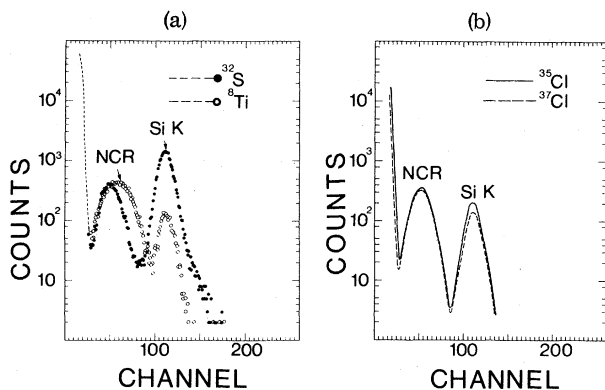 (a)
COUNTS
10⁴
10³
10²
10
³²S
⁸Ti
Si K
NCR
100
200
CHANNEL
(b)
COUNTS
10⁴
10³
10²
10
³⁵Cl
³⁷Cl
NCR
Si K
100
200
CHANNEL